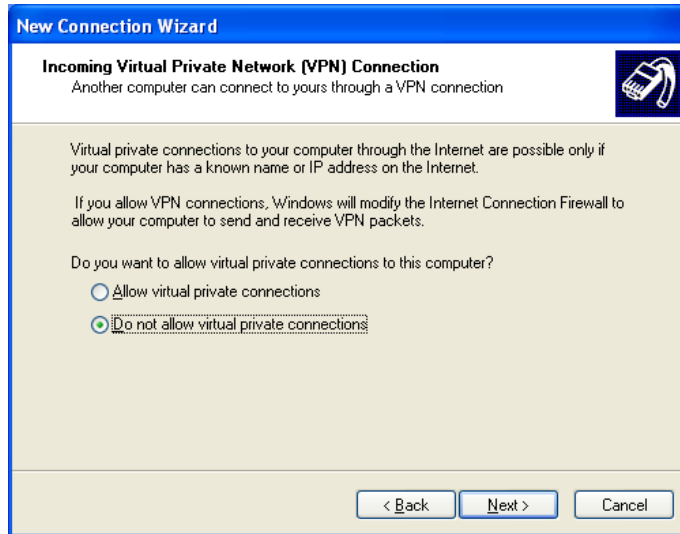 New Connection Wizard
Incoming Virtual Private Network (VPN) Connection
Another computer can connect to yours through a VPN connection
Virtual private connections to your computer through the Internet are possible only if
your computer has a known name or IP address on the Internet.
If you allow VPN connections, Windows will modify the Internet Connection Firewall to
allow your computer to send and receive VPN packets.
Do you want to allow virtual private connections to this computer?
Allow virtual private connections
Do not allow virtual private connections
< Back Next > Cancel